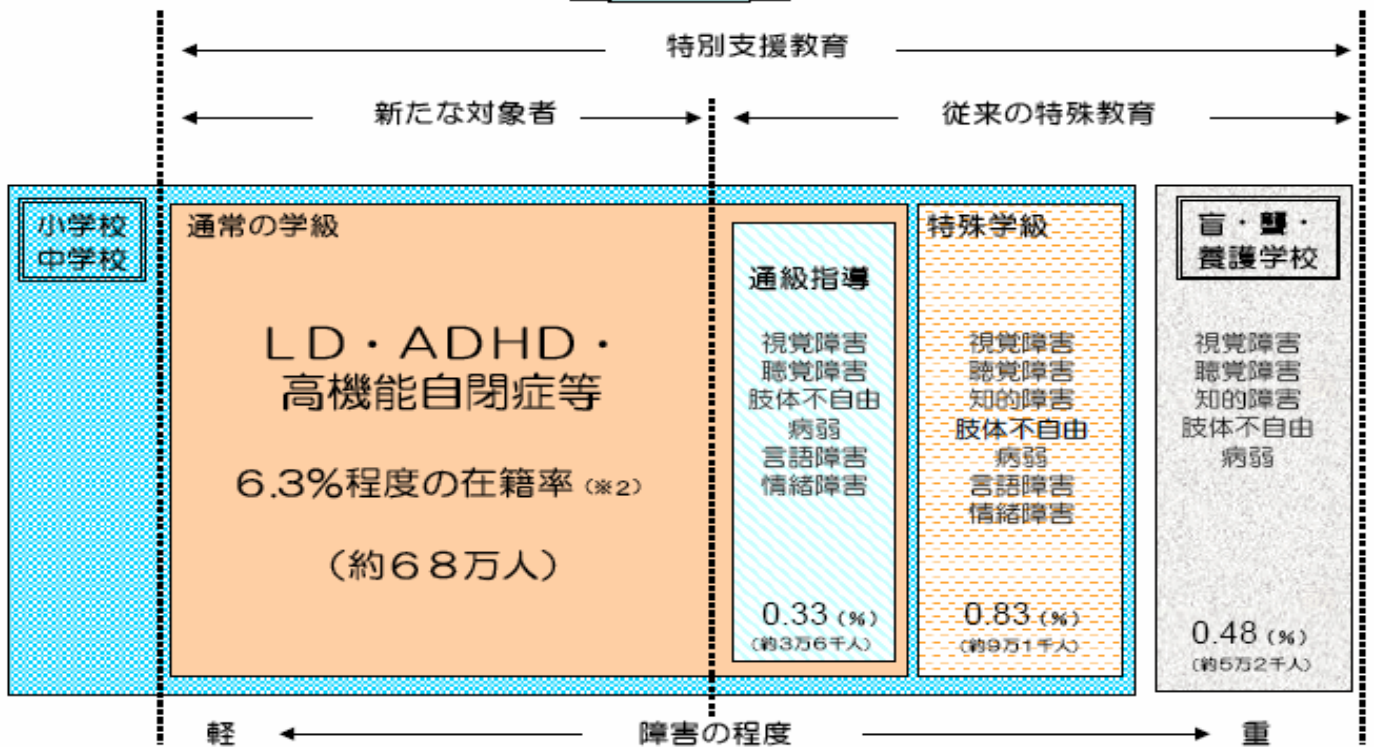 特別支援教育
新たな対象者
従来の特殊教育
小学校
中学校
通常の学級
LD・ADHD・
高機能自閉症等
6.3%程度の在籍率(※2)
(約68万人)
通級指導
視覚障害
聴覚障害
肢体不自由
病弱
言語障害
情緒障害
0.33(%)
(約3万6千人)
特殊学級
視覚障害
聴覚障害
知的障害
肢体不自由
病弱
言語障害
情緒障害
0.83(%)
(約9万1千人)
盲・聾・
養護学校
視覚障害
聴覚障害
知的障害
肢体不自由
病弱
0.48(%)
(約5万2千人)
軽
障害の程度
重